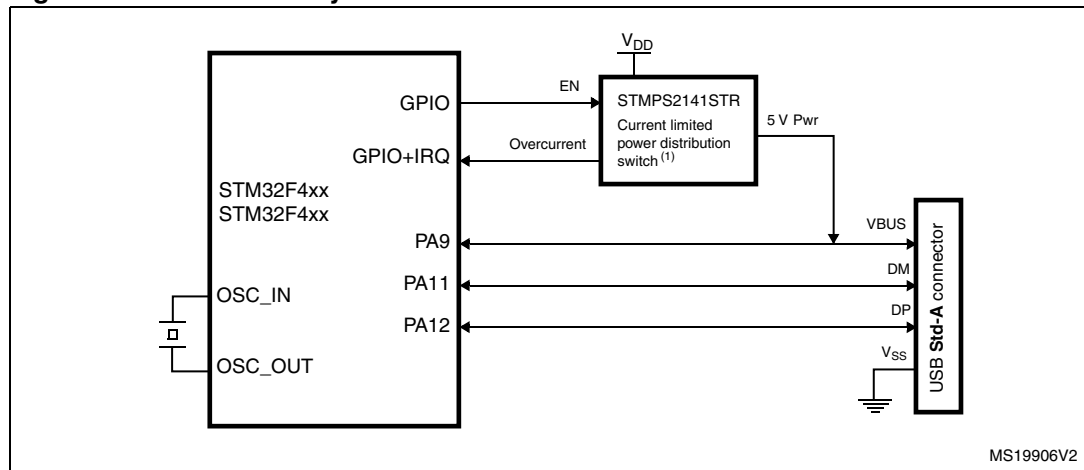 V_DD
EN
GPIO
STMPS2141STR
Current limited
power distribution
switch (1)
5 V Pwr
Overcurrent
GPIO+IRQ
STM32F4xx
STM32F4xx
VBUS
PA9
DM
PA11
DP
PA12
OSC_IN
OSC_OUT
V_SS
USB Std-A connector
MS19906V2